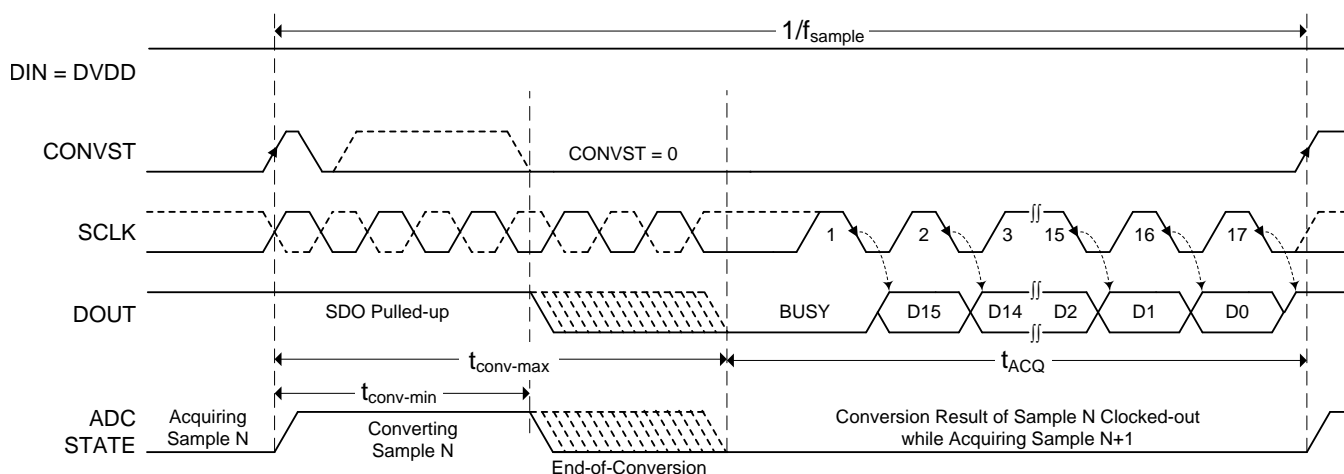 1/fsample
DIN = DVDD
CONVST
CONVST = 0
SCLK
1 2 3 15 16 17
DOUT
SDO Pulled-up
BUSY
D15 D14 D2 D1 D0
tconv-max
tACQ
tconv-min
ADC
STATE
Acquiring
Sample N
Converting
Sample N
End-of-Conversion
Conversion Result of Sample N Clocked-out
while Acquiring Sample N+1